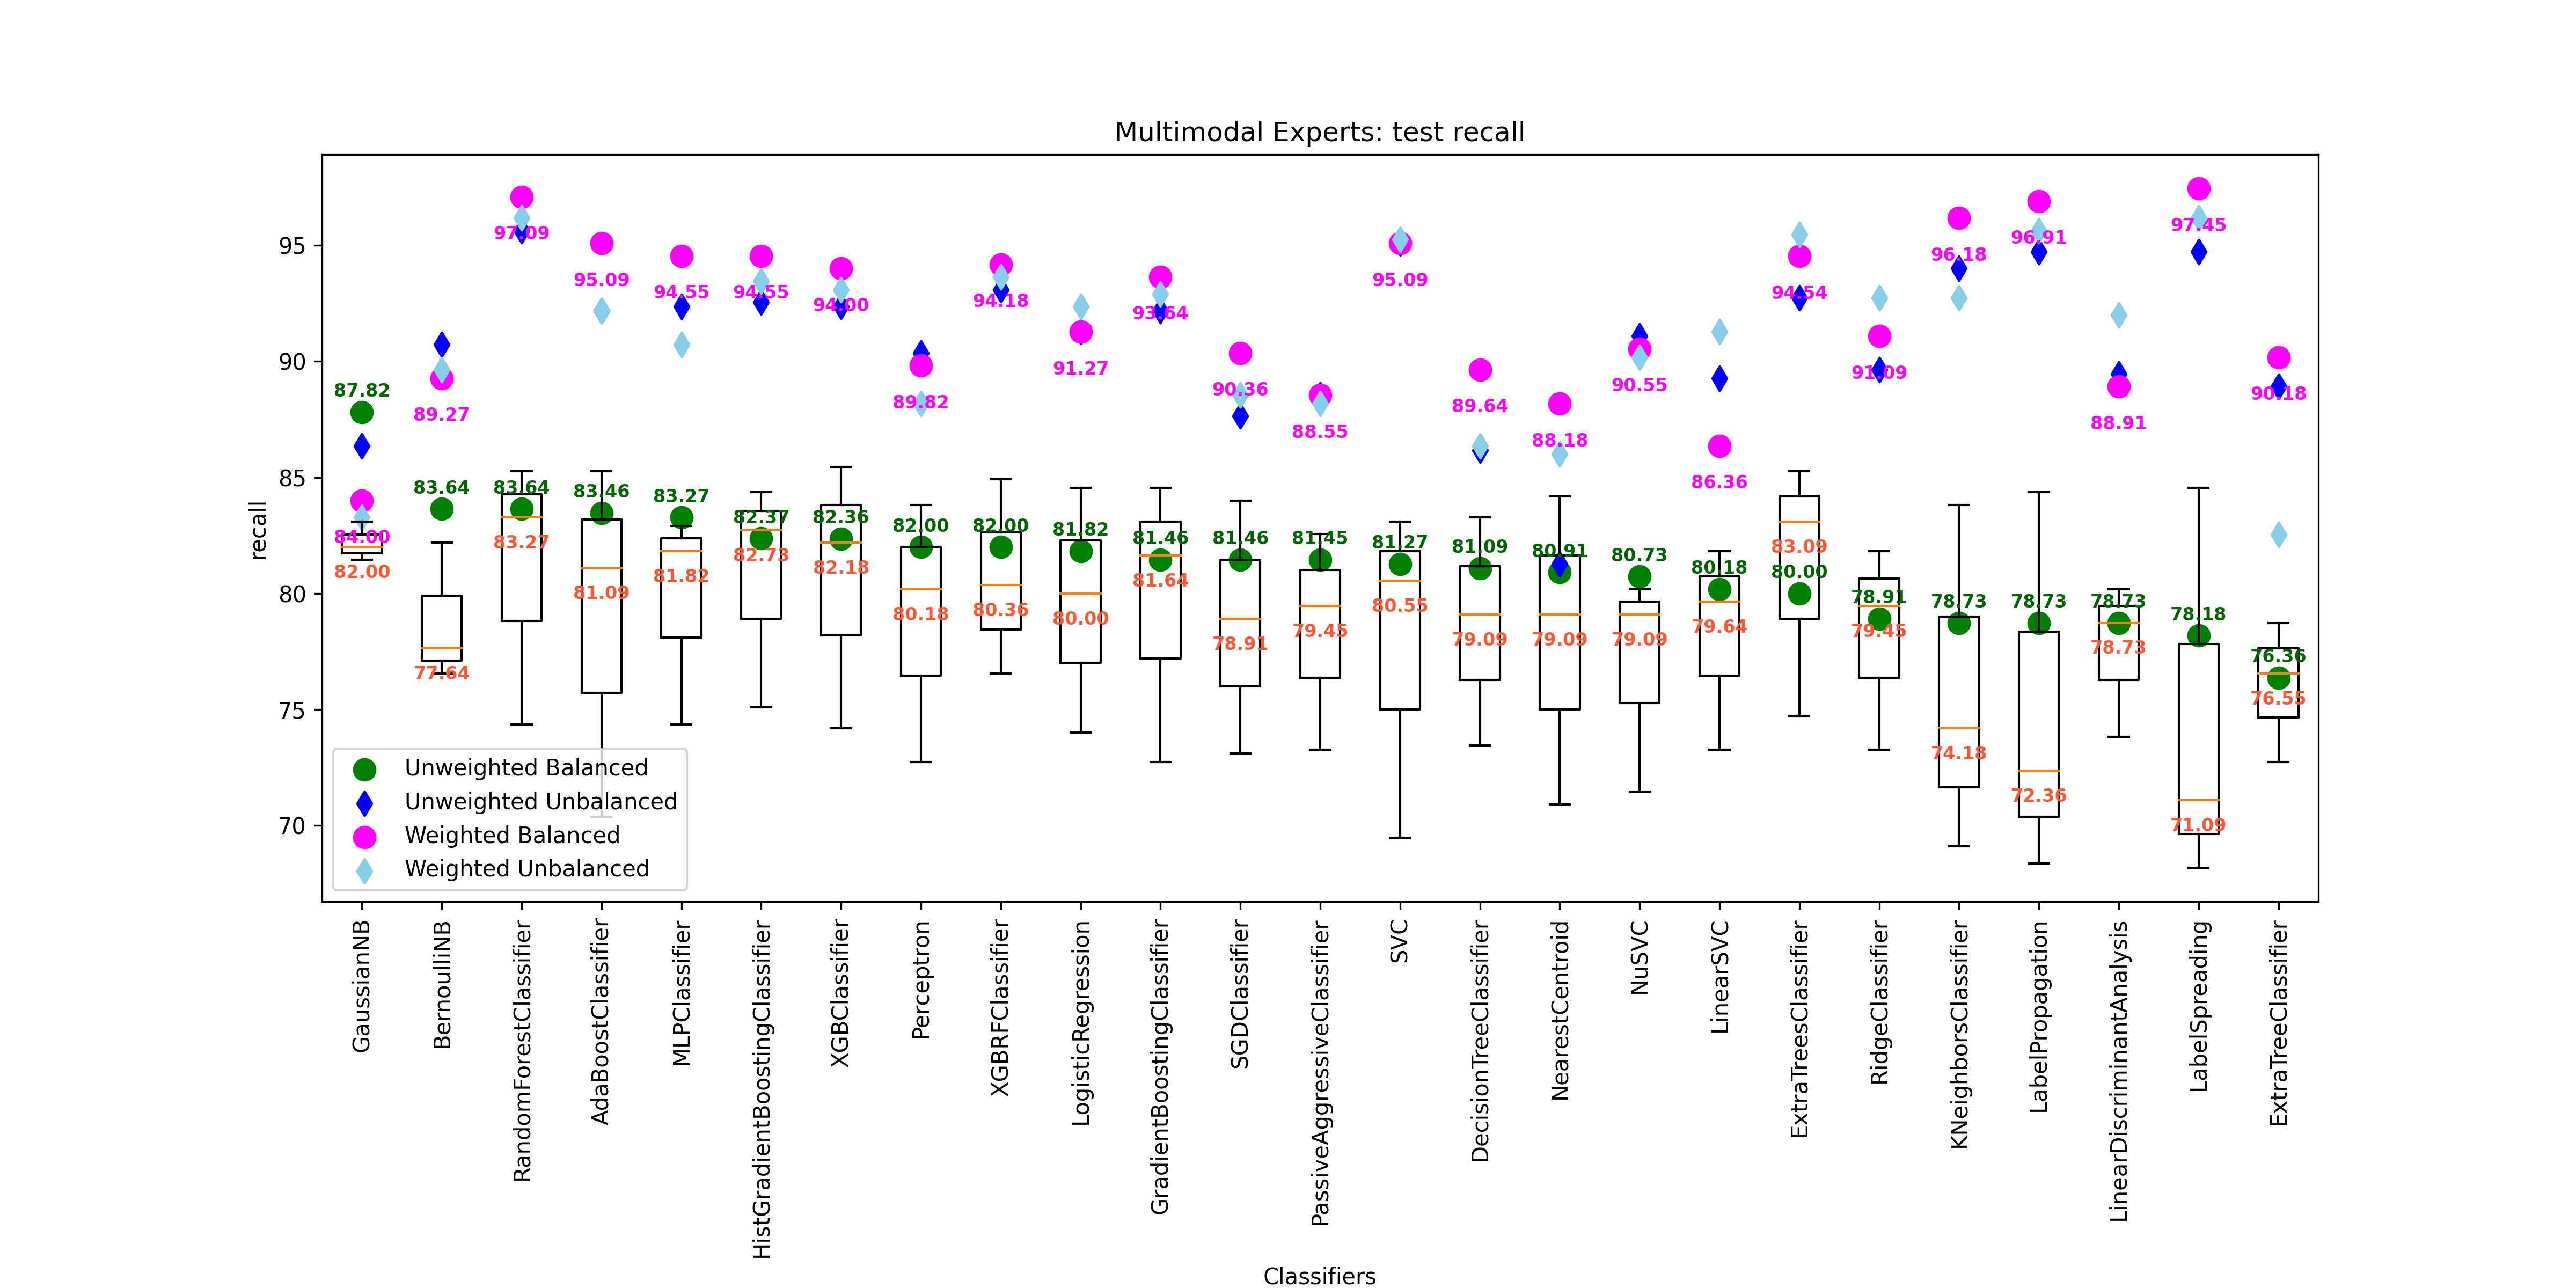 Multimodal Experts: test recall
recall
95
90
85
80
75
70
97.09
95.09
94.55
94.55
94.00
94.18
93.64
95.09
94.54
96.18
96.91
97.45
87.82
89.27
89.82
91.27
90.36
88.55
89.64
88.18
90.55
86.36
91.09
88.91
90.18
84.00
83.64
83.64
83.46
83.27
82.37
82.36
82.00
82.00
81.82
81.46
81.46
81.45
81.27
81.09
80.91
80.73
80.18
80.00
78.91
78.73
78.73
78.73
78.18
76.36
82.00
77.64
83.27
81.09
81.82
82.73
82.18
80.18
80.36
80.00
81.64
78.91
79.45
80.55
79.09
79.09
79.09
79.64
83.09
79.45
74.18
72.36
78.73
71.09
76.55
Unweighted Balanced
Unweighted Unbalanced
Weighted Balanced
Weighted Unbalanced
GaussianNB
BernoulliNB
RandomForestClassifier
AdaBoostClassifier
MLPClassifier
HistGradientBoostingClassifier
XGBClassifier
Perceptron
XGBRFClassifier
LogisticRegression
GradientBoostingClassifier
SGDClassifier
PassiveAggressiveClassifier
SVC
DecisionTreeClassifier
NearestCentroid
NuSVC
LinearSVC
ExtraTreesClassifier
RidgeClassifier
KNeighborsClassifier
LabelPropagation
LinearDiscriminantAnalysis
LabelSpreading
ExtraTreeClassifier
Classifiers